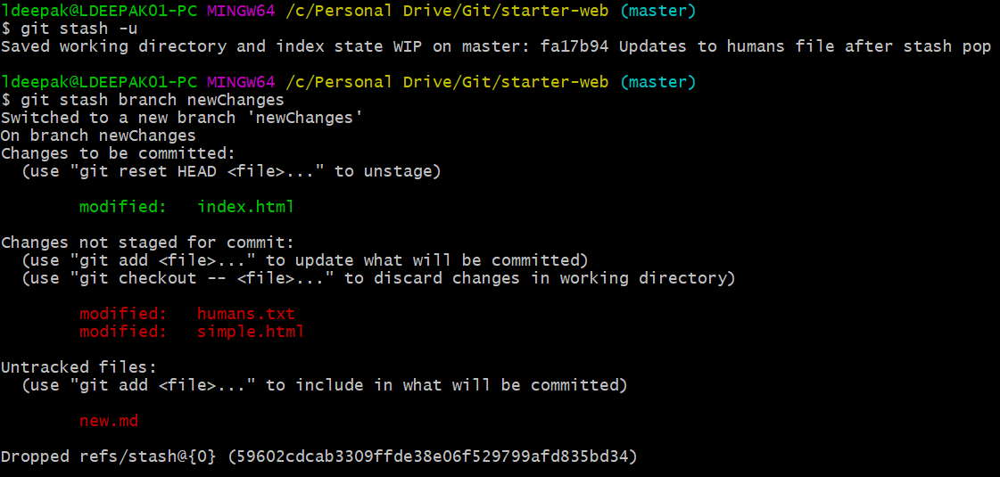 ldeepak@LDEEPAK01-PC MINGW64 /c/Personal Drive/Git/starter-web (master)
$ git stash -u
Saved working directory and index state WIP on master: fa17b94 Updates to humans file after stash pop
ldeepak@LDEEPAK01-PC MINGW64 /c/Personal Drive/Git/starter-web (master)
$ git stash branch newChanges
Switched to a new branch 'newChanges'
On branch newChanges
Changes to be committed:
  (use "git reset HEAD <file>..." to unstage)
        modified:   index.html
Changes not staged for commit:
  (use "git add <file>..." to update what will be committed)
  (use "git checkout -- <file>..." to discard changes in working directory)
        modified:   humans.txt
        modified:   simple.html
Untracked files:
  (use "git add <file>..." to include in what will be committed)
        new.md
Dropped refs/stash@{0} (59602cdcab3309ffde38e06f529799afd835bd34)